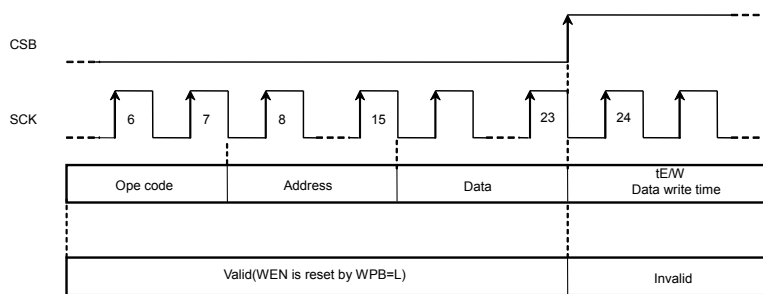 CSB
SCK
6 7 8 15 23 24
Ope code Address Data tE/W
Data write time
Valid(WEN is reset by WPB=L) Invalid